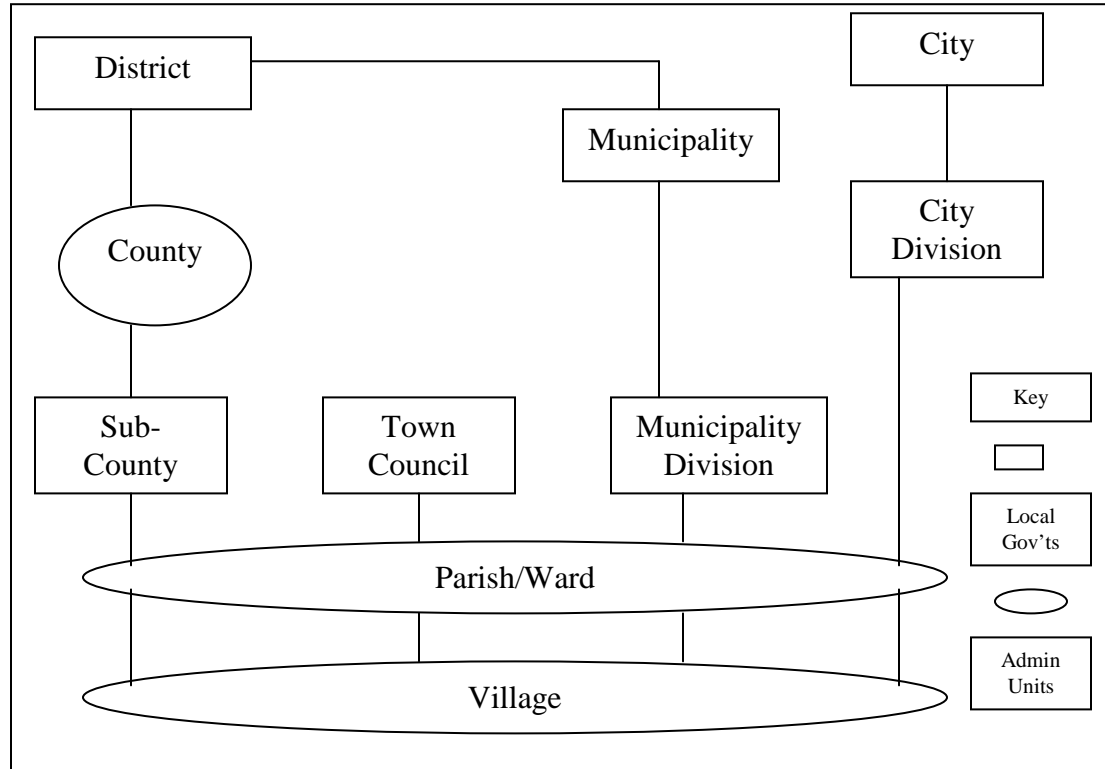 District
City
Municipality
County
City
Division
Sub-
County
Town
Council
Municipality
Division
Key
Local
Gov'ts
Parish/Ward
Admin
Units
Village